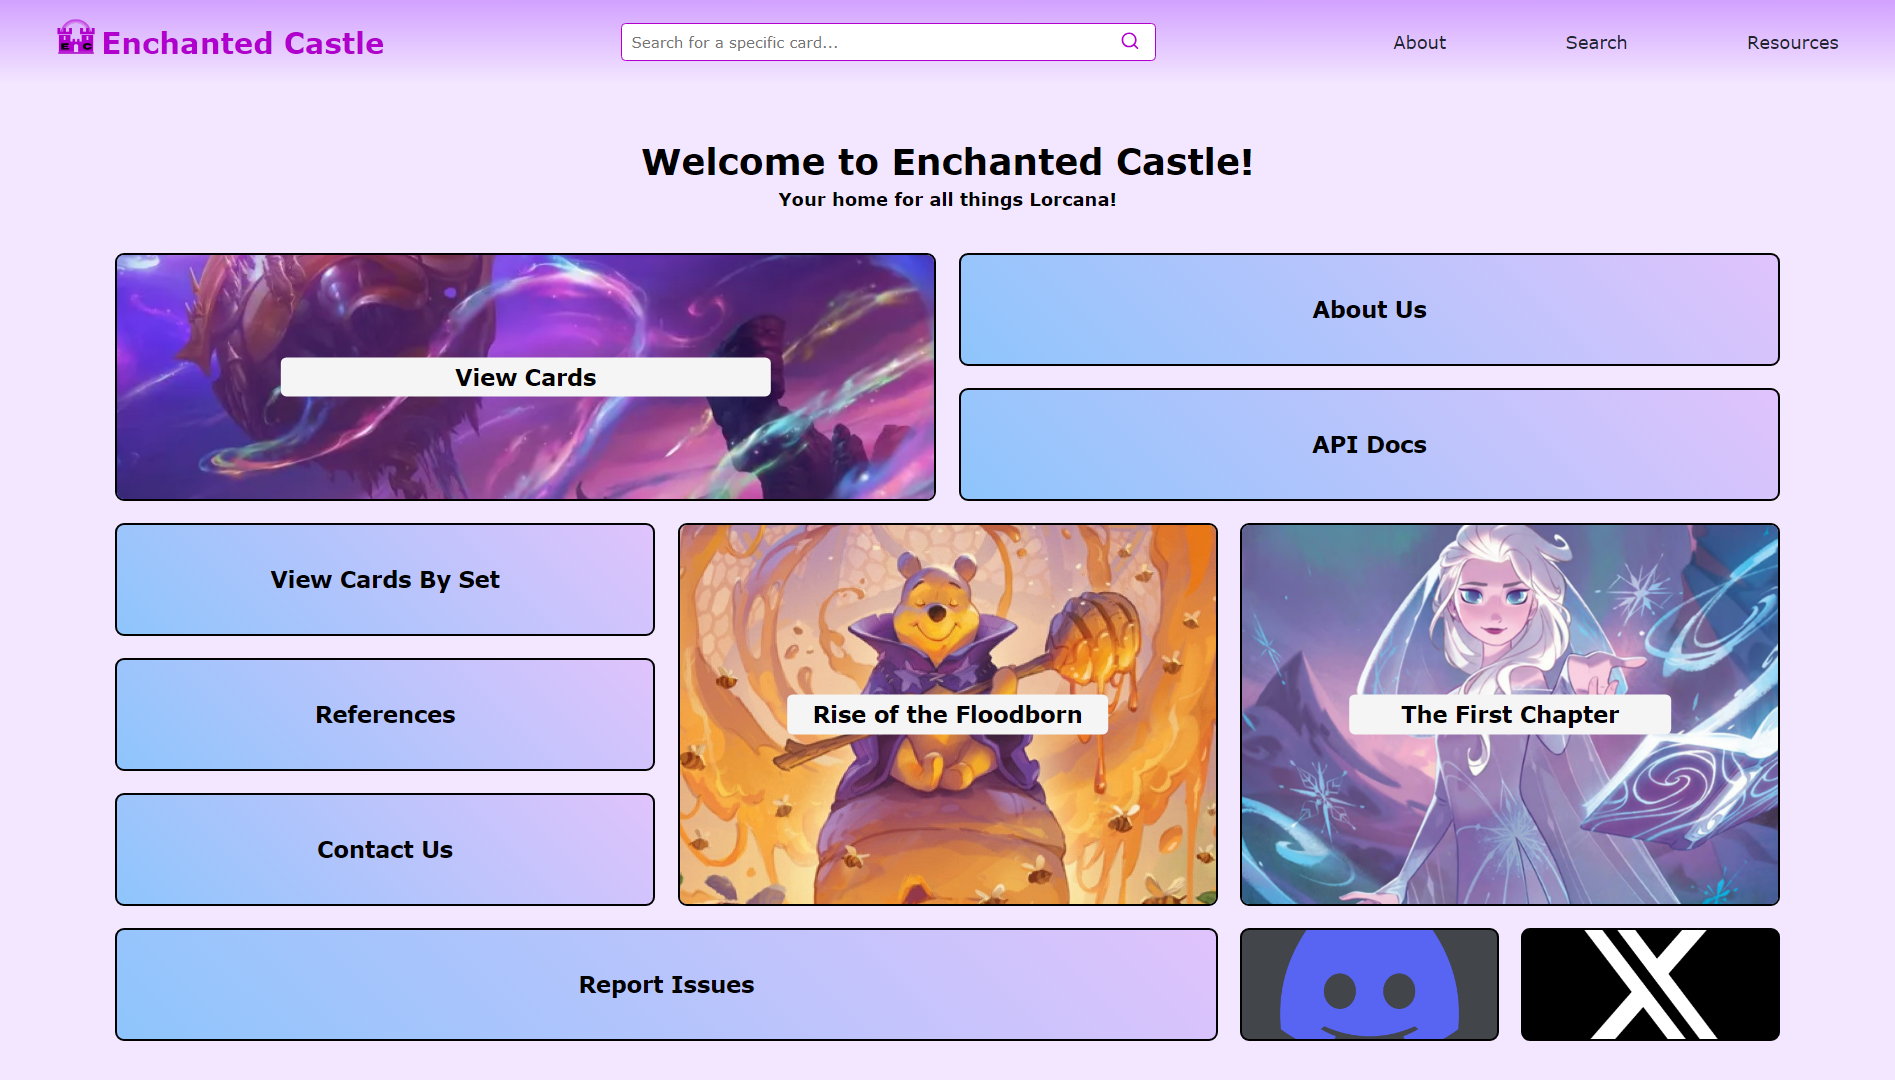 E C Enchanted Castle
Search for a specific card...
About
Search
Resources
Welcome to Enchanted Castle!
Your home for all things Lorcana!
View Cards
About Us
API Docs
View Cards By Set
References
Contact Us
Rise of the Floodborn
The First Chapter
Report Issues
X